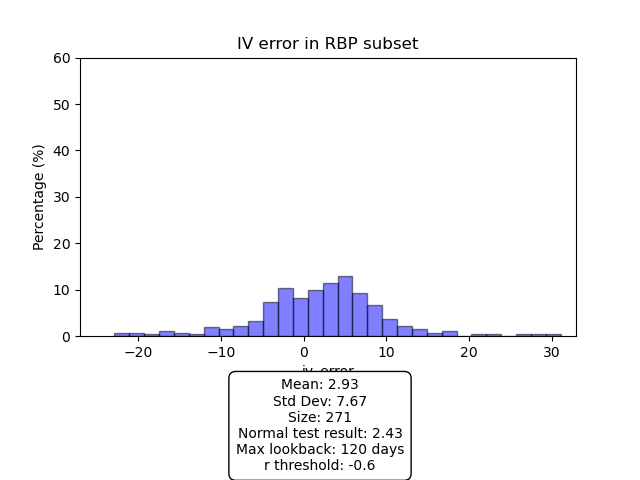 IV error in RBP subset
60
50
40
30
20
10
0
Percentage (%)
−20
−10
0
10
20
30
iv_error
Mean: 2.93
Std Dev: 7.67
Size: 271
Normal test result: 2.43
Max lookback: 120 days
r threshold: -0.6